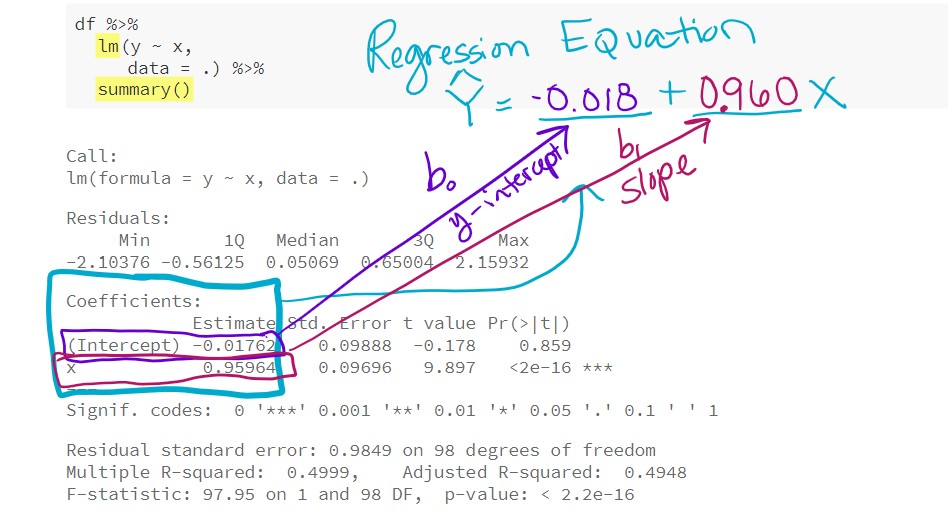 df %>%
lm(y ~ x,
data = .) %>%
summary()
Regression Equation
Ŷ = -0.018 + 0.960 X
b₀
y-intercept
b₁
slope
Call:
lm(formula = y ~ x, data = .)
Residuals:
Min 1Q Median 3Q Max
-2.10376 -0.56125 0.05069 0.65004 2.15932
Coefficients:
Estimate Std. Error t value Pr(>|t|)
(Intercept) -0.01762 0.09888 -0.178 0.859
x 0.95964 0.09696 9.897 <2e-16 ***
---
Signif. codes: 0 '***' 0.001 '**' 0.01 '*' 0.05 '.' 0.1 ' ' 1
Residual standard error: 0.9849 on 98 degrees of freedom
Multiple R-squared: 0.4999, Adjusted R-squared: 0.4948
F-statistic: 97.95 on 1 and 98 DF, p-value: < 2.2e-16